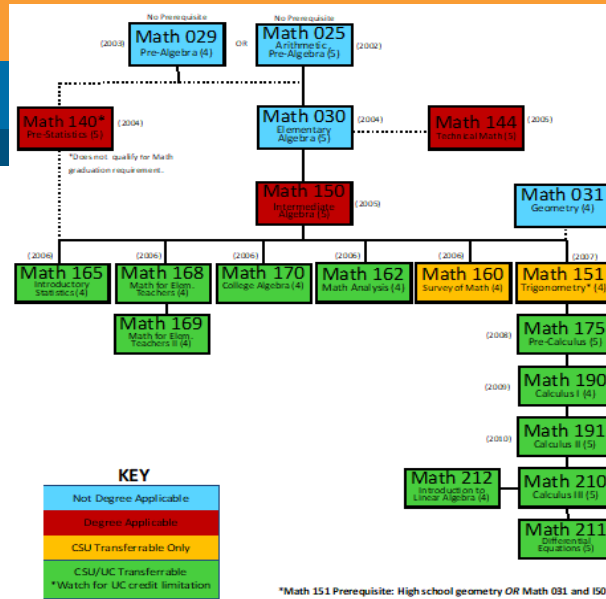 No Prerequisite
No Prerequisite
(2003)
Math 029
Pre-Algebra (4)
OR
Math 025
Arithmetic,
Pre-Algebra (5)
(2002)
Math 140*
Pre-Statistics (5)
(2004)
*Does not qualify for Math
graduation requirement.
Math 030
Elementary
Algebra (5)
(2004)
Math 144
Technical Math (5)
(2005)
Math 150
Intermediate
Algebra (5)
(2005)
Math 031
Geometry (4)
(2006)
(2006)
(2006)
(2006)
(2006)
(2007)
Math 165
Introductory
Statistics (4)
Math 168
Math for Elem.
Teachers (4)
Math 170
College Algebra (4)
Math 162
Math Analysis (4)
Math 160
Survey of Math (4)
Math 151
Trigonometry* (4)
Math 169
Math for Elem.
Teachers II (4)
(2008)
Math 175
Pre-Calculus (5)
(2009)
Math 190
Calculus I (4)
(2010)
Math 191
Calculus II (5)
Math 212
Introduction to
Linear Algebra (4)
Math 210
Calculus III (5)
Math 211
Differential
Equations (5)
KEY
Not Degree Applicable
Degree Applicable
CSU Transferrable Only
CSU/UC Transferrable
*Watch for UC credit limitation
*Math 151 Prerequisite: High school geometry OR Math 031 and 150